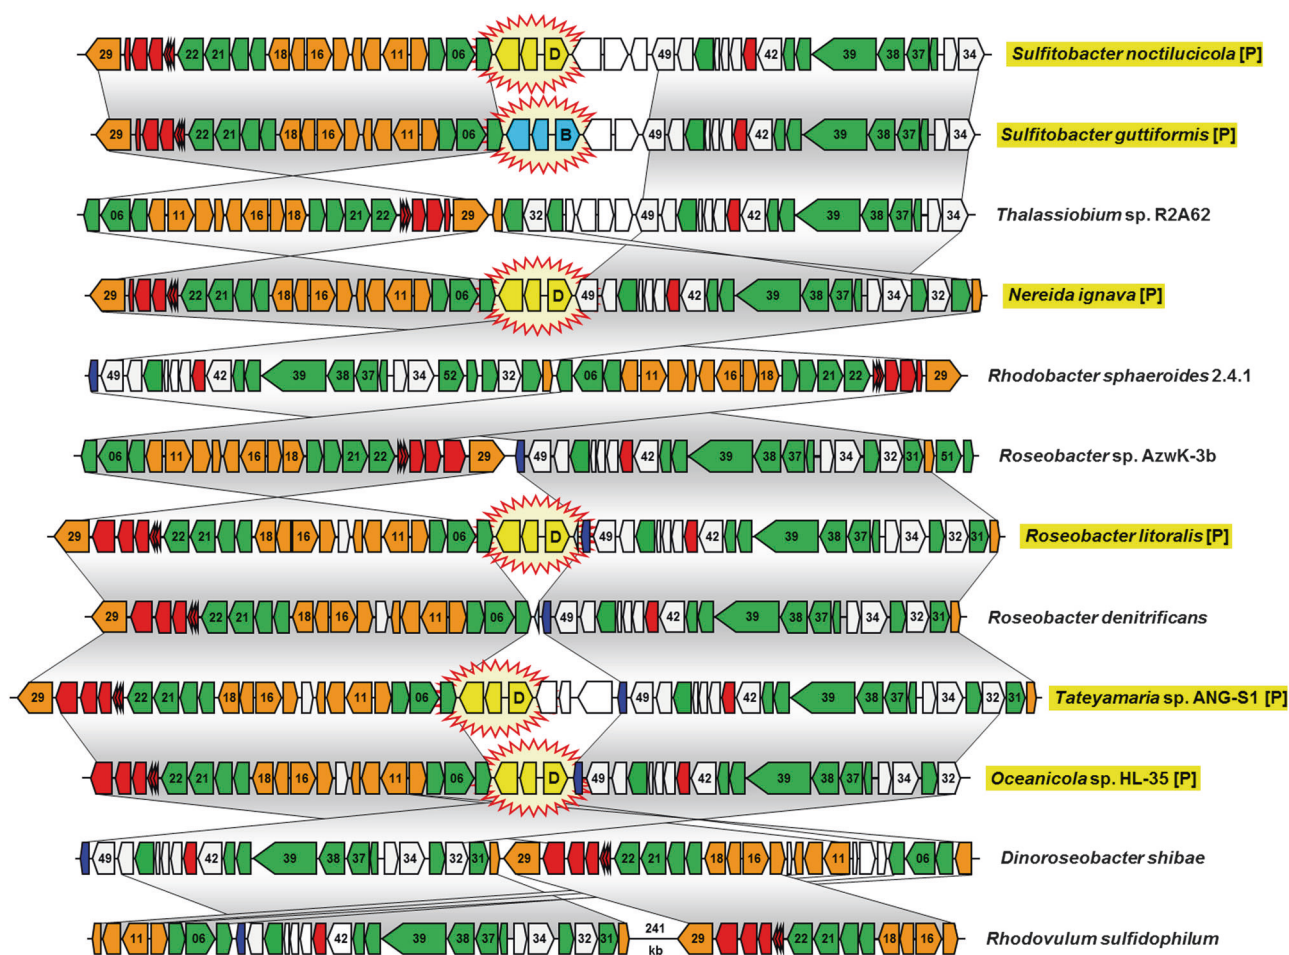 29 22 21 18 16 11 06 D 49 42 39 38 37 34 Sulfitobacter noctilucicola [P]
29 22 21 18 16 11 06 B 49 42 39 38 37 34 Sulfitobacter guttiformis [P]
06 11 16 18 21 22 29 32 49 42 39 38 37 34 Thalassiobium sp. R2A62
29 22 21 18 16 11 06 D 49 42 39 38 37 34 32 Nereida ignava [P]
49 42 39 38 37 34 52 32 06 11 16 18 21 22 29 Rhodobacter sphaeroides 2.4.1
06 11 16 18 21 22 29 49 42 39 38 37 34 32 31 51 Roseobacter sp. AzwK-3b
29 22 21 18 16 11 06 D 49 42 39 38 37 34 32 31 Roseobacter litoralis [P]
29 22 21 18 16 11 06 49 42 39 38 37 34 32 31 Roseobacter denitrificans
29 22 21 18 16 11 06 D 49 42 39 38 37 34 32 31 Tateyamaria sp. ANG-S1 [P]
22 21 18 16 11 06 D 49 42 39 38 37 34 32 Oceanicola sp. HL-35 [P]
49 42 39 38 37 34 32 31 29 22 21 18 16 11 06 Dinoroseobacter shibae
11 06 49 42 39 38 37 34 32 31 241 kb 29 22 21 18 16 Rhodovulum sulfidophilum